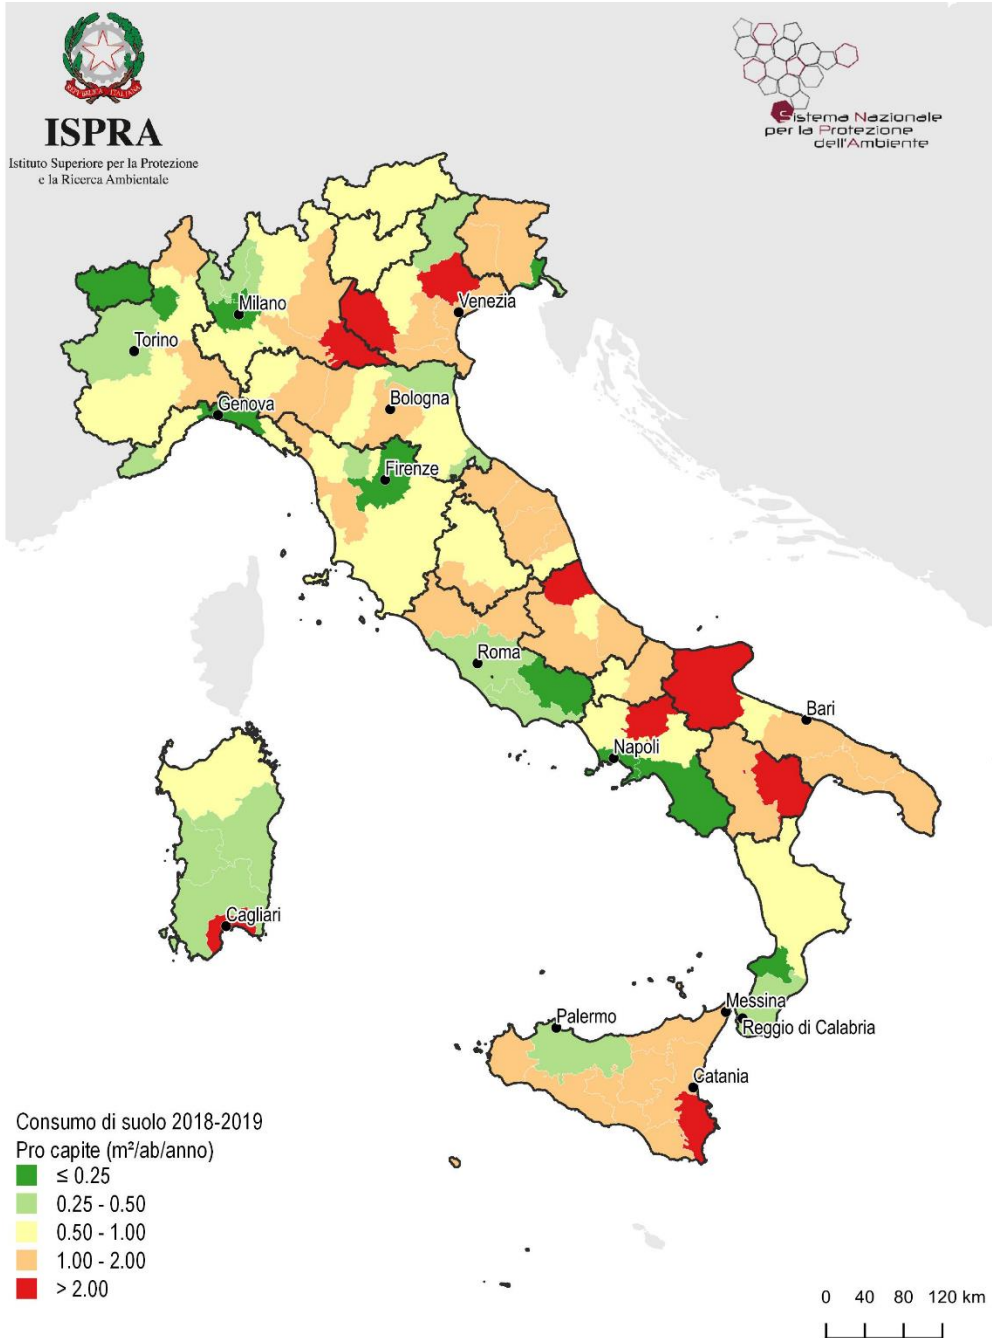 REPVBBLICA ITALIANA
ISPRA
Istituto Superiore per la Protezione
e la Ricerca Ambientale
Sistema Nazionale
per la Protezione
dell'Ambiente
Milano
Venezia
Torino
Genova
Bologna
Firenze
Roma
Bari
Napoli
Cagliari
Messina
Palermo
Reggio di Calabria
Catania
Consumo di suolo 2018-2019
Pro capite (m²/ab/anno)
≤ 0.25
0.25 - 0.50
0.50 - 1.00
1.00 - 2.00
> 2.00
0 40 80 120 km